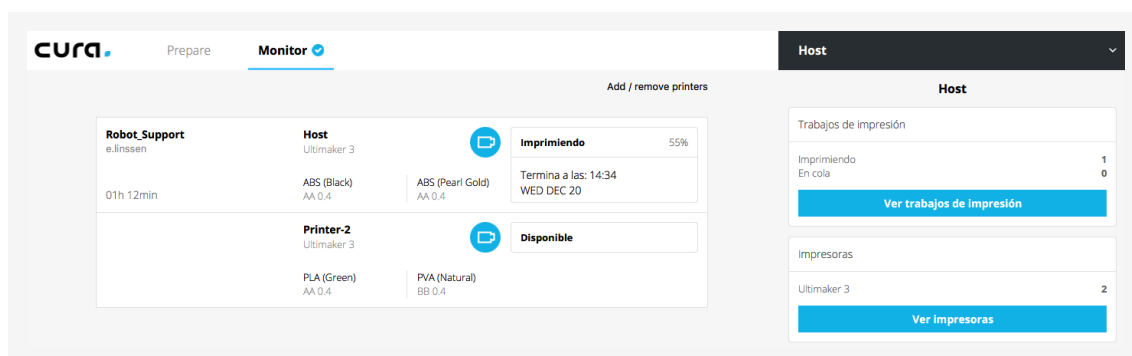 cura.
Prepare
Monitor
Host
Add / remove printers
Robot_Support
e.linssen
01h 12min
Host
Ultimaker 3
ABS (Black)
AA 0.4
ABS (Pearl Gold)
AA 0.4
Imprimiendo 55%
Termina a las: 14:34
WED DEC 20
Printer-2
Ultimaker 3
PLA (Green)
AA 0.4
PVA (Natural)
BB 0.4
Disponible
Host
Trabajos de impresión
Imprimiendo 1
En cola 0
Ver trabajos de impresión
Impresoras
Ultimaker 3 2
Ver impresoras